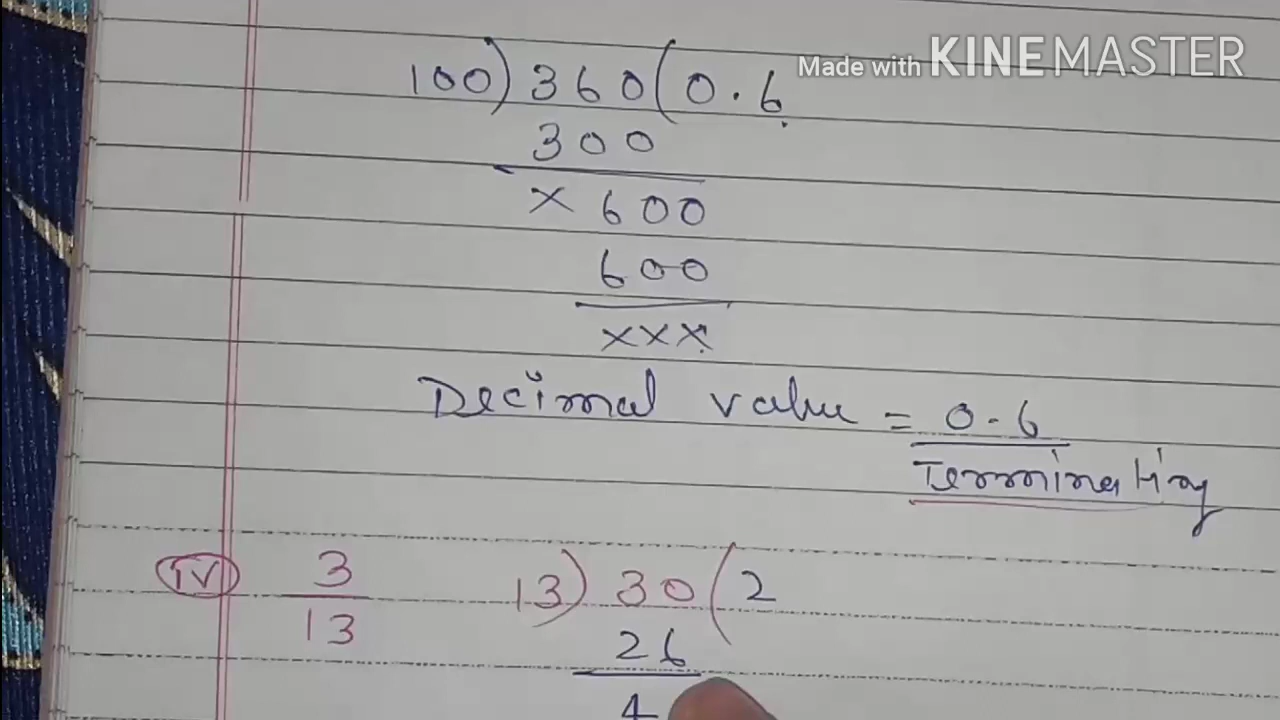 Made with KINEMASTER
100) 360 ( 0.6
300
× 600
600
×××
Decimal value = 0.6
Terminating
(iv) 3/13 13) 30 ( 2
26
4